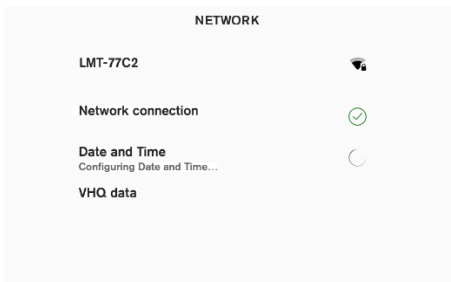 NETWORK
LMT-77C2
Network connection
Date and Time
Configuring Date and Time...
VHQ data